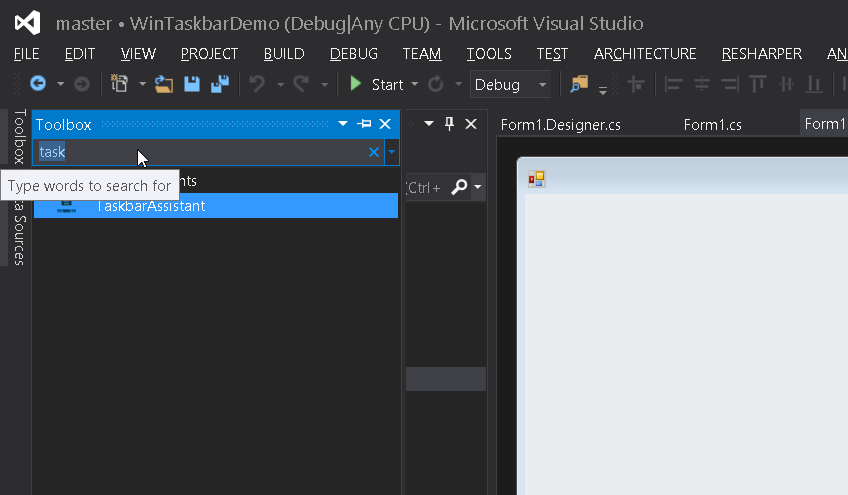 master • WinTaskbarDemo (Debug|Any CPU) - Microsoft Visual Studio
FILE EDIT VIEW PROJECT BUILD DEBUG TEAM TOOLS TEST ARCHITECTURE RESHARPER AN
Start Debug
Toolbox
Toolbox
Form1.Designer.cs Form1.cs Form1
task
Type words to search for
nts
(Ctrl+
TaskbarAssistant
Sources